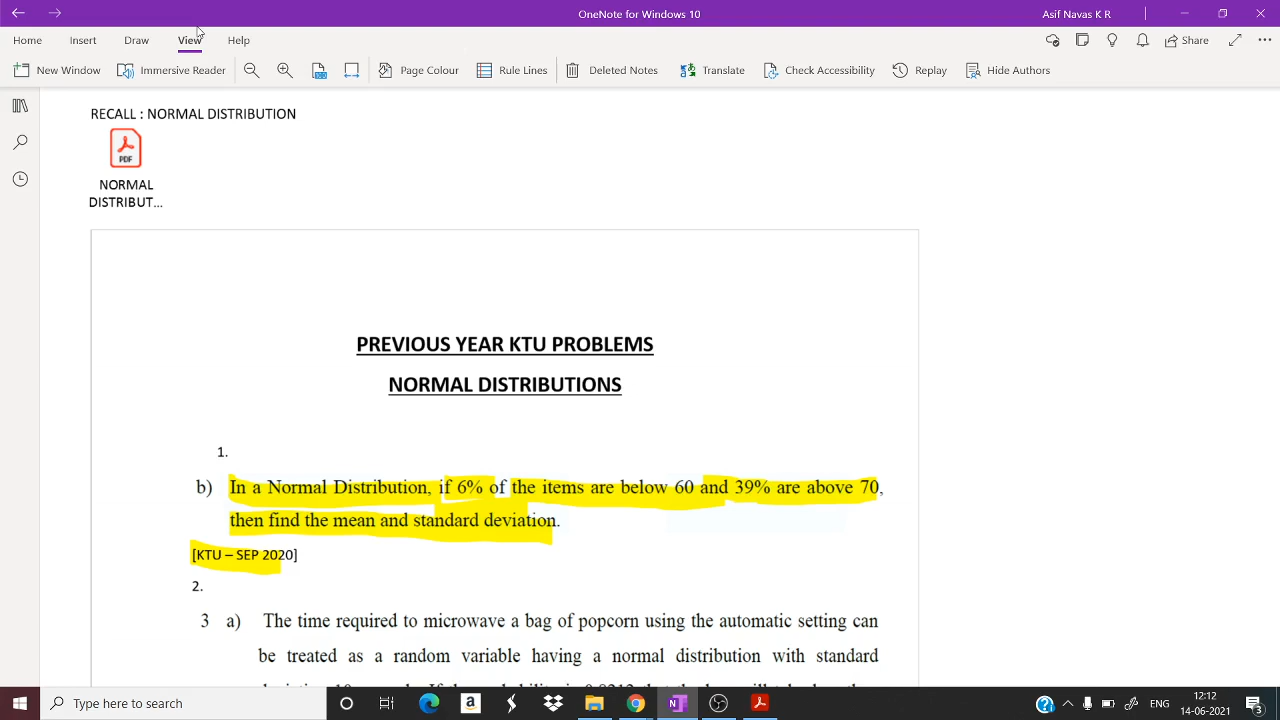 OneNote for Windows 10
Asif Navas K R
Home Insert Draw View Help
Share
New Window Immersive Reader Page Colour Rule Lines Deleted Notes Translate Check Accessibility Replay Hide Authors
RECALL : NORMAL DISTRIBUTION
PDF
NORMAL
DISTRIBUT...
PREVIOUS YEAR KTU PROBLEMS
NORMAL DISTRIBUTIONS
1.
b) In a Normal Distribution, if 6% of the items are below 60 and 39% are above 70,
then find the mean and standard deviation.
[KTU – SEP 2020]
2.
3 a) The time required to microwave a bag of popcorn using the automatic setting can
be treated as a random variable having a normal distribution with standard
Type here to search
ENG
12:12
14-06-2021
3